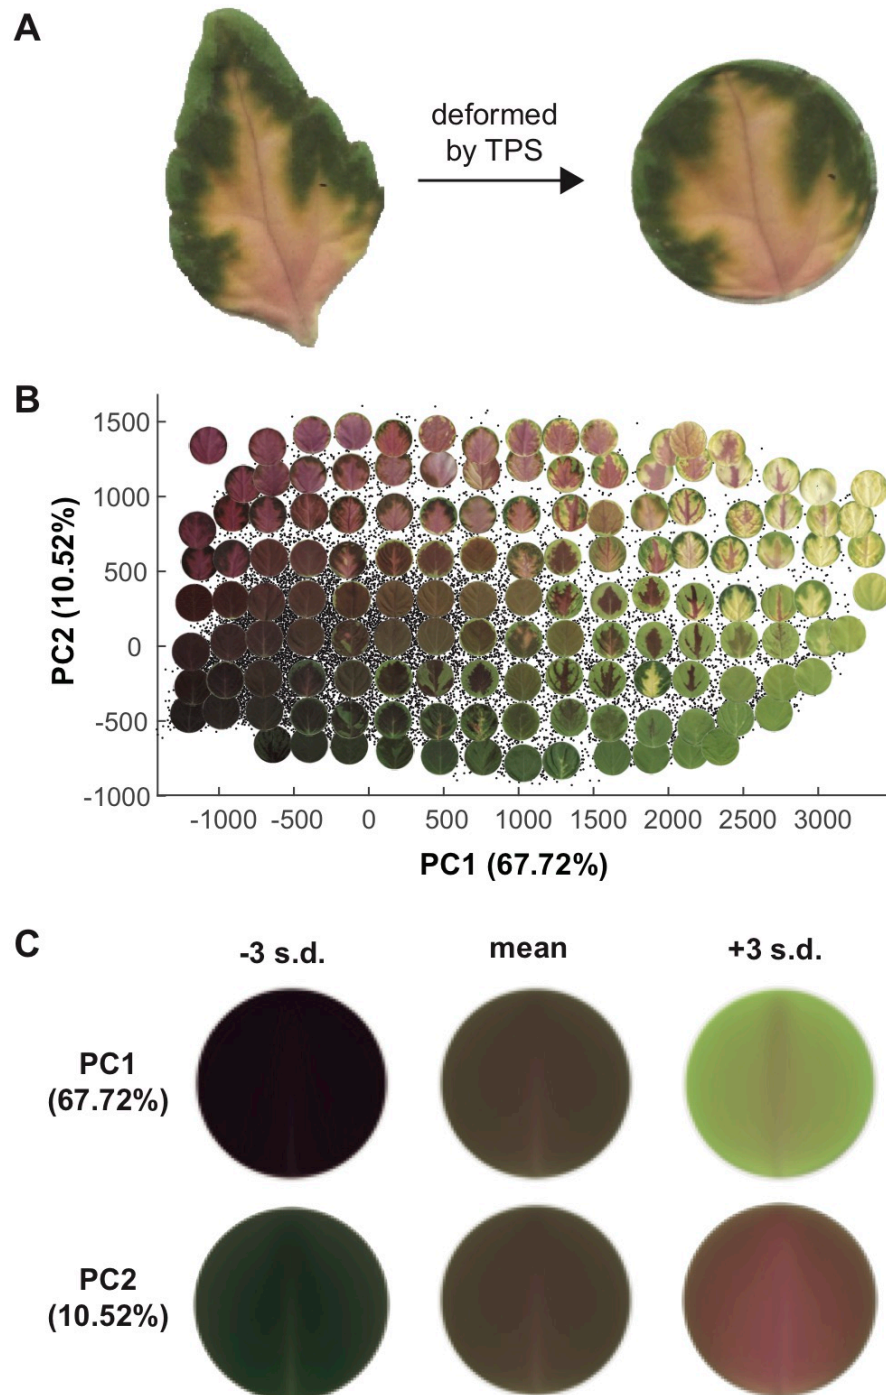 A
deformed
by TPS
B
1500
1000
500
0
-500
-1000
PC2 (10.52%)
-1000 -500 0 500 1000 1500 2000 2500 3000
PC1 (67.72%)
C
-3 s.d. mean +3 s.d.
PC1
(67.72%)
PC2
(10.52%)